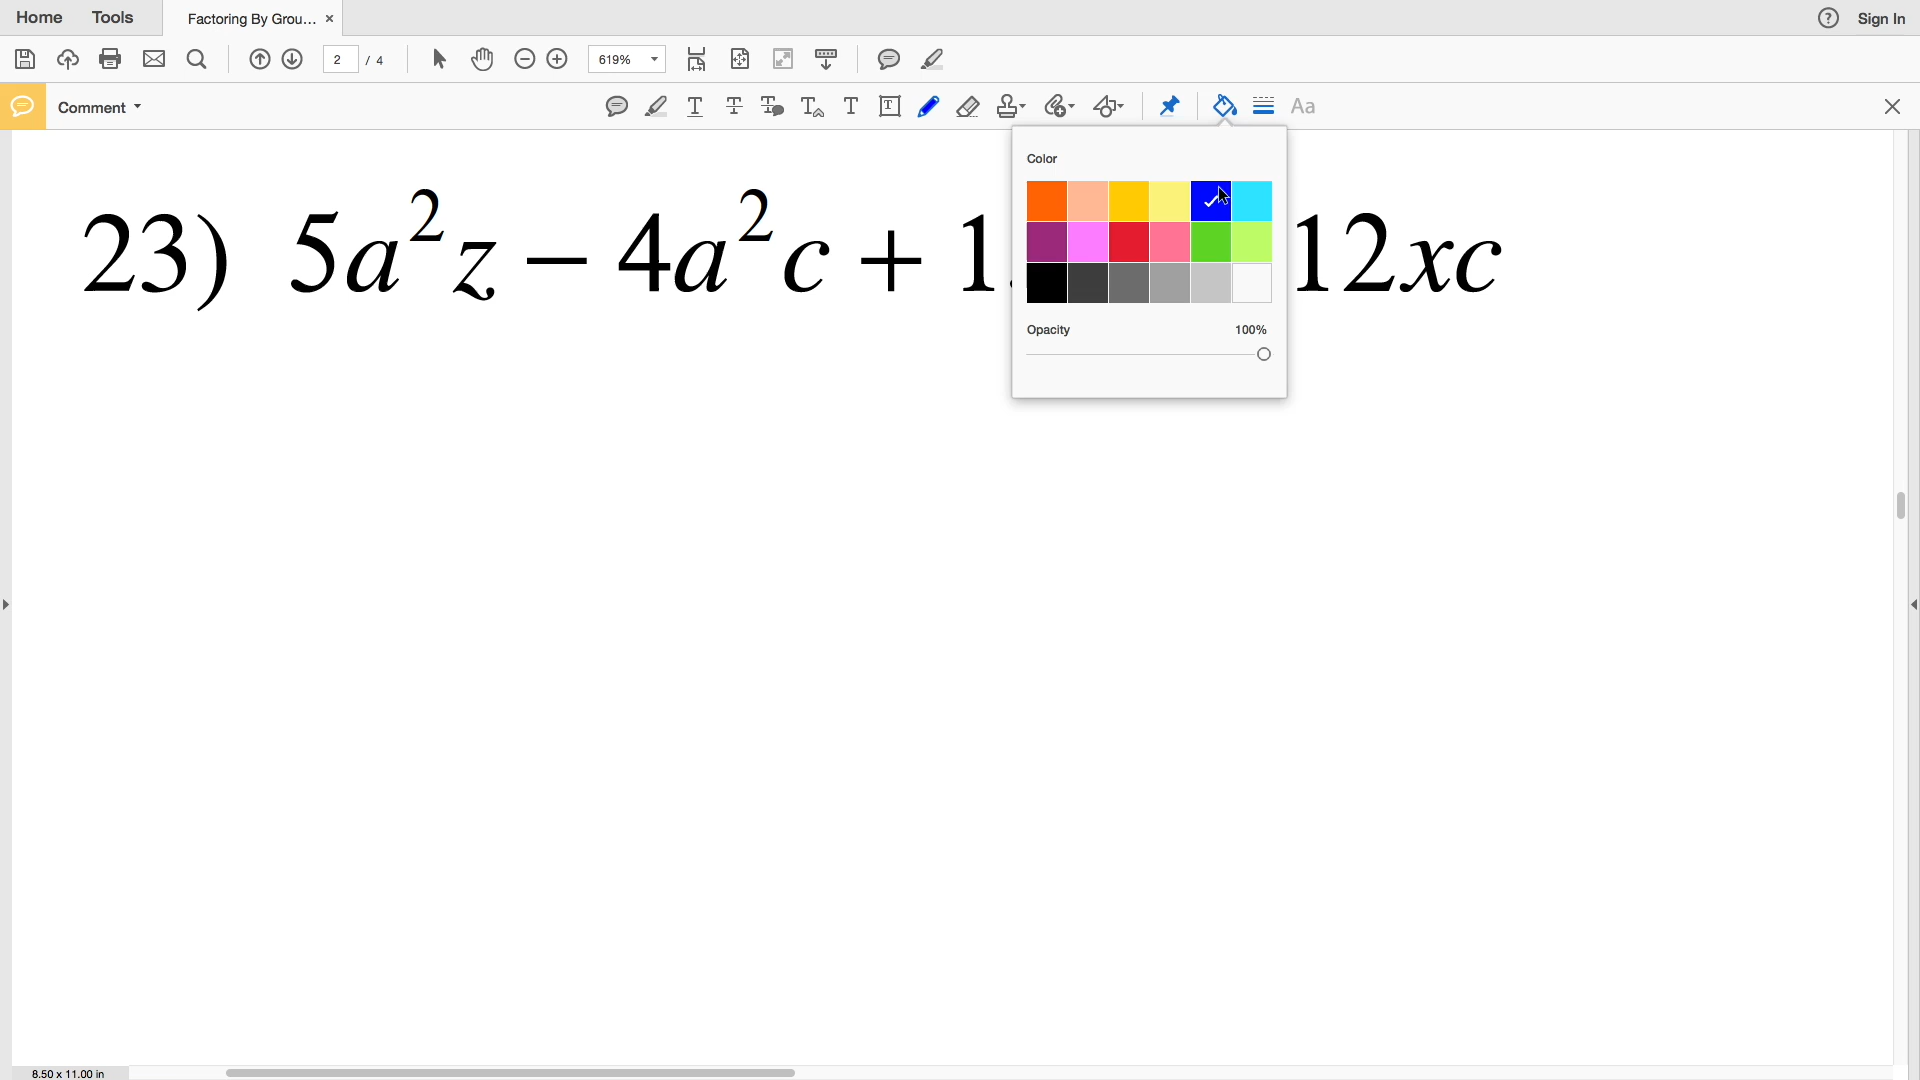 Home Tools Factoring By Grou... × ? Sign In
2 / 4 619%
Comment T T T T T T Aa
Color
23) 5a²z − 4a²c + 1 12xc
Opacity 100%
8.50 x 11.00 in